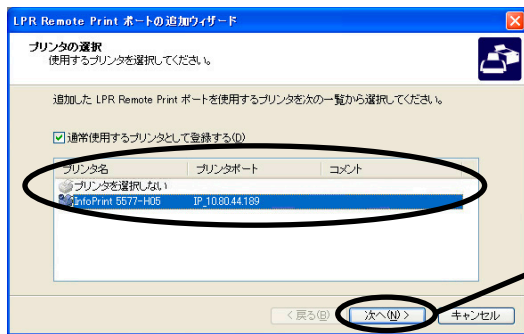 LPR Remote Print ポートの追加ウィザード
プリンタの選択
使用するプリンタを選択してください。
追加した LPR Remote Print ポートを使用するプリンタを次の一覧から選択してください。
通常使用するプリンタとして登録する(D)
プリンタ名 プリンタポート コメント
プリンタを選択しない
InfoPrint 5577-H05 IP_10.80.44.189
< 戻る(B) 次へ(N) > キャンセル